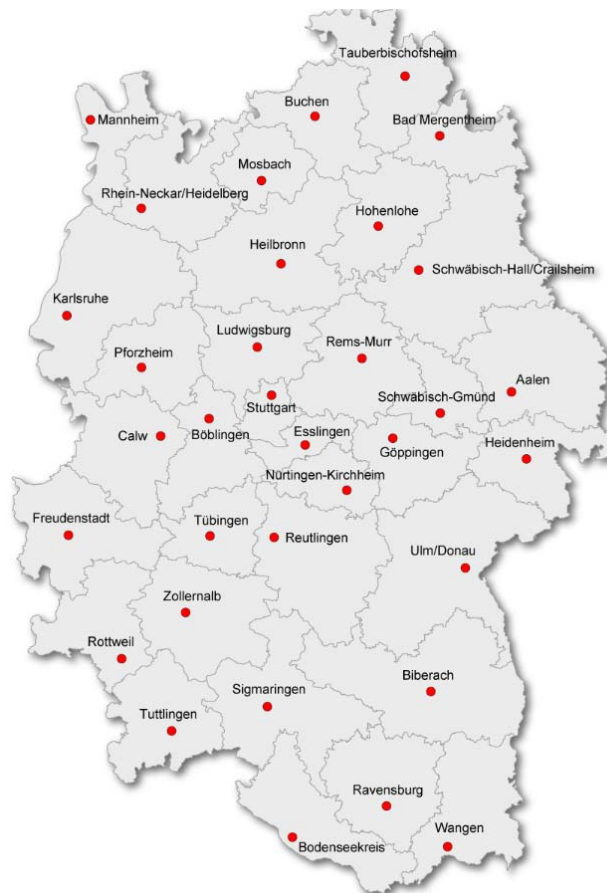 Tauberbischofsheim
Buchen
Mannheim
Bad Mergentheim
Mosbach
Rhein-Neckar/Heidelberg
Hohenlohe
Heilbronn
Schwäbisch-Hall/Crailsheim
Karlsruhe
Ludwigsburg
Rems-Murr
Pforzheim
Aalen
Schwäbisch-Gmünd
Stuttgart
Esslingen
Calw
Böblingen
Göppingen
Heidenheim
Nürtingen-Kirchheim
Freudenstadt
Tübingen
Reutlingen
Ulm/Donau
Zollernalb
Rottweil
Biberach
Sigmaringen
Tuttlingen
Ravensburg
Wangen
Bodenseekreis